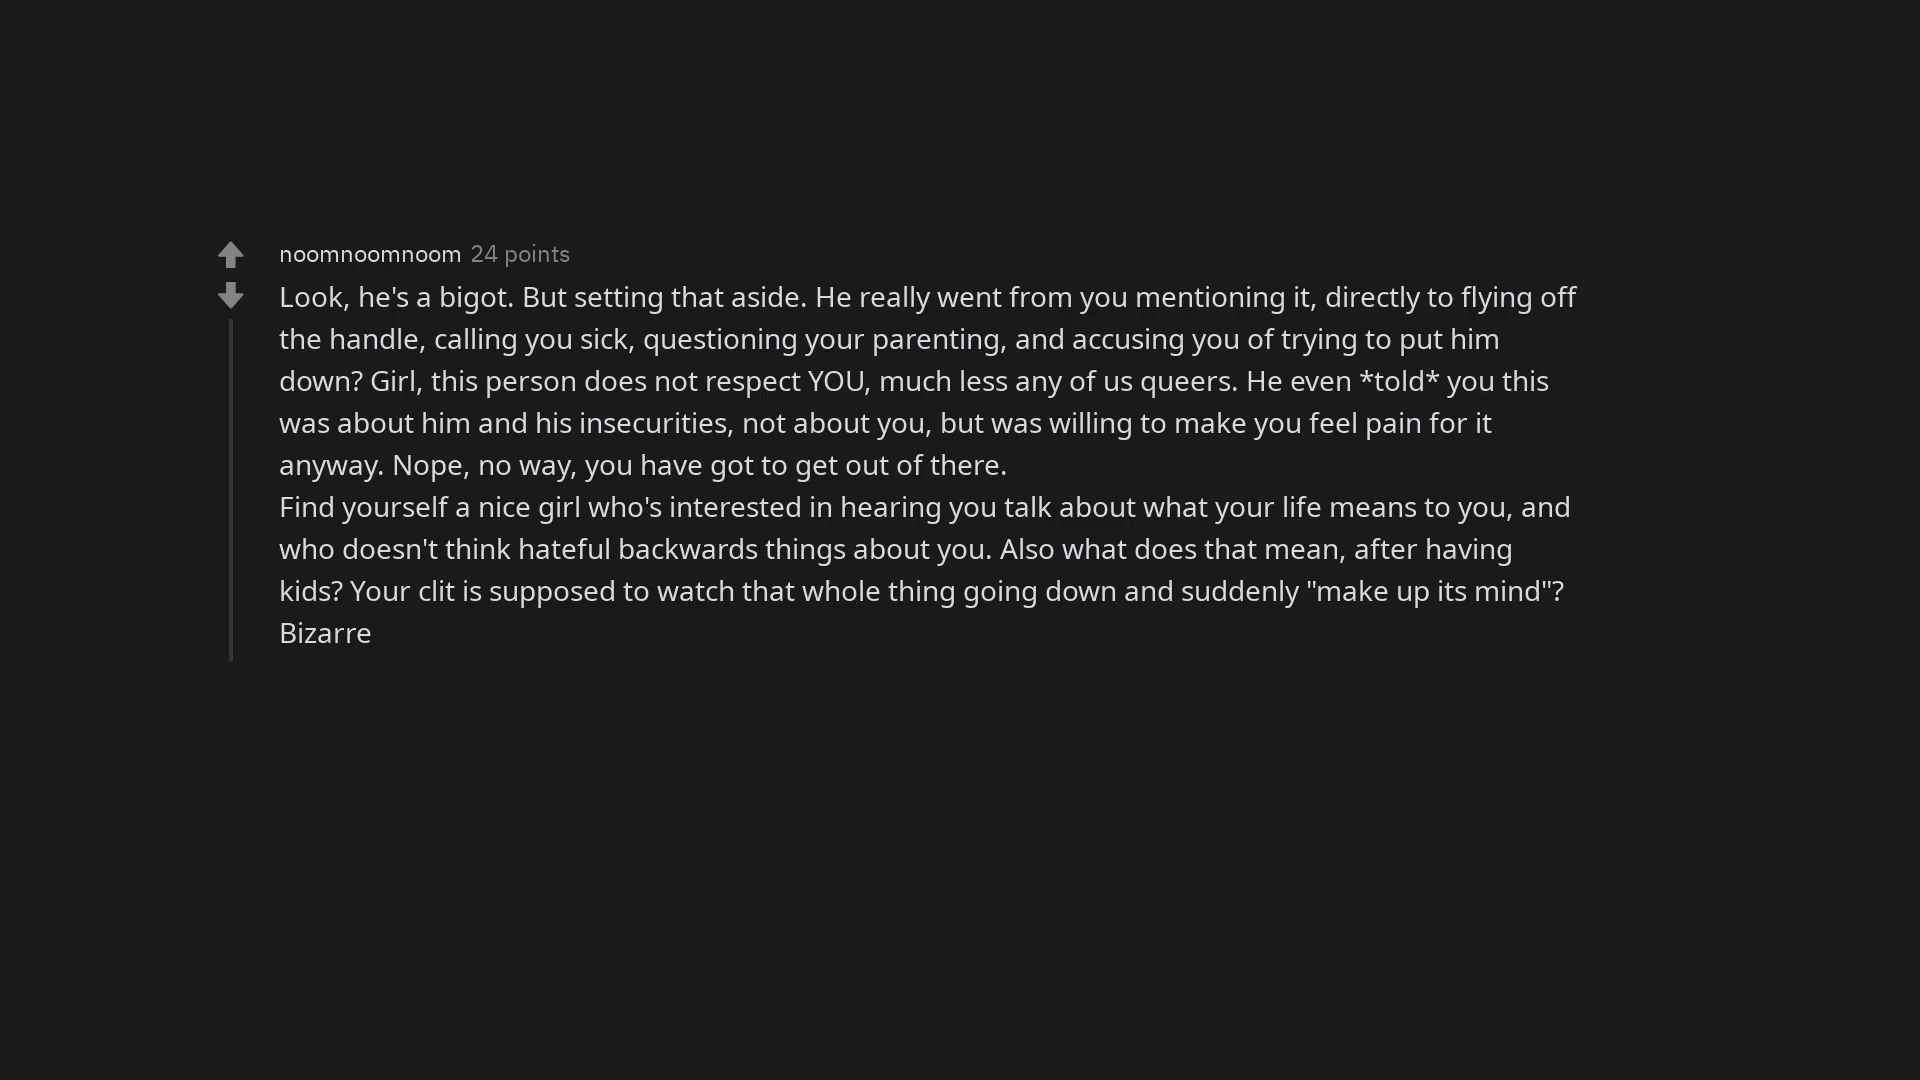 noomnoomnoom 24 points
Look, he's a bigot. But setting that aside. He really went from you mentioning it, directly to flying off
the handle, calling you sick, questioning your parenting, and accusing you of trying to put him
down? Girl, this person does not respect YOU, much less any of us queers. He even *told* you this
was about him and his insecurities, not about you, but was willing to make you feel pain for it
anyway. Nope, no way, you have got to get out of there.
Find yourself a nice girl who's interested in hearing you talk about what your life means to you, and
who doesn't think hateful backwards things about you. Also what does that mean, after having
kids? Your clit is supposed to watch that whole thing going down and suddenly "make up its mind"?
Bizarre